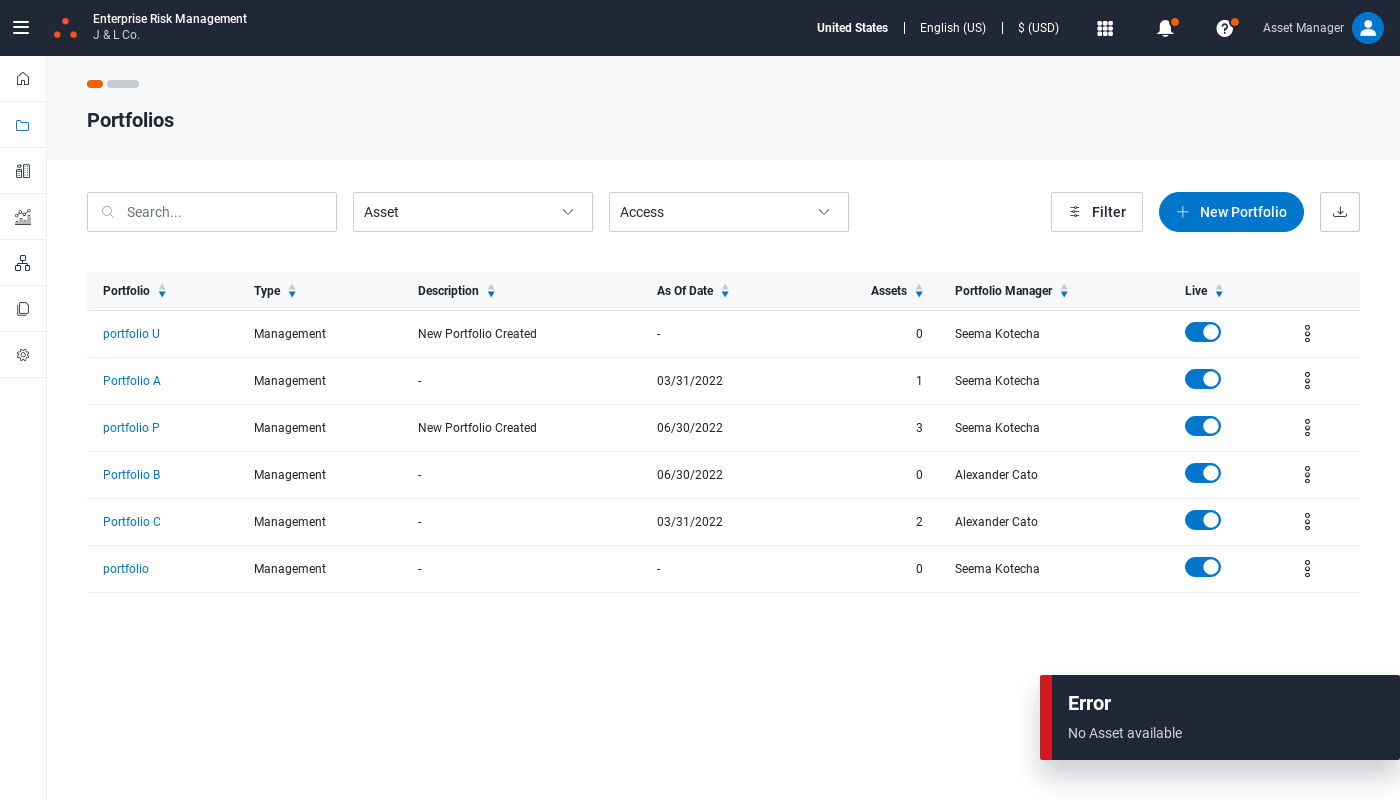 Enterprise Risk Management
J & L Co.
United States
English (US)
$ (USD)
Asset Manager
Portfolios
Search...
Asset
Access
Filter
New Portfolio
Portfolio Type Description As Of Date Assets Portfolio Manager Live
portfolio U Management New Portfolio Created - 0 Seema Kotecha
Portfolio A Management - 03/31/2022 1 Seema Kotecha
portfolio P Management New Portfolio Created 06/30/2022 3 Seema Kotecha
Portfolio B Management - 06/30/2022 0 Alexander Cato
Portfolio C Management - 03/31/2022 2 Alexander Cato
portfolio Management - - 0 Seema Kotecha
Error
No Asset available